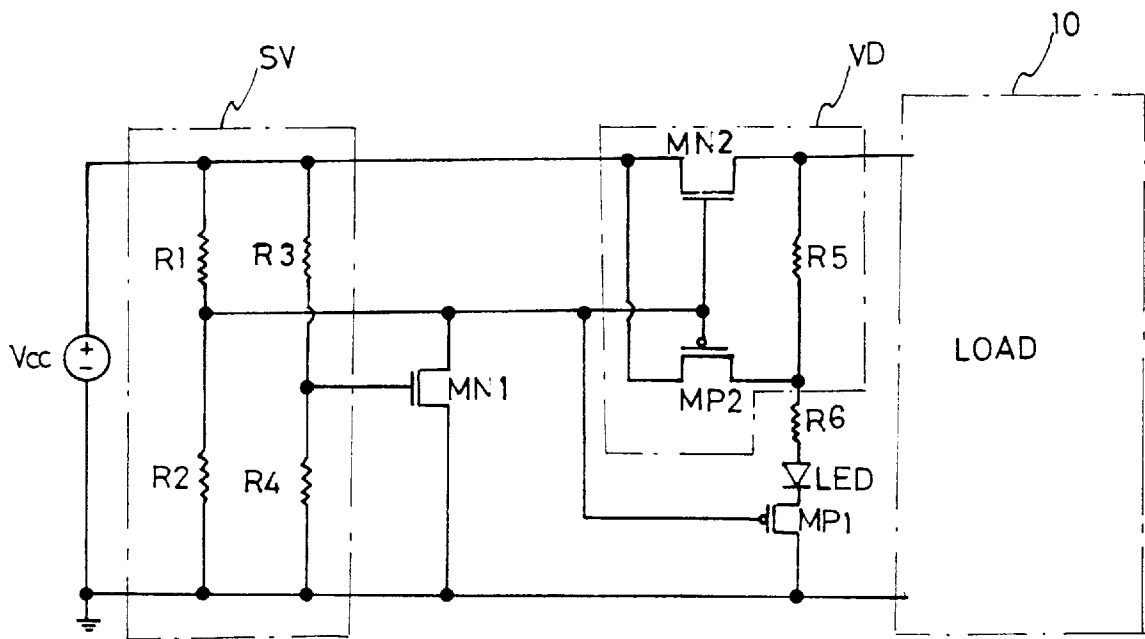 10
SV
VD
MN2
R1
R3
R5
Vcc
+
-
MN1
MP2
LOAD
R6
R2
R4
LED
MP1